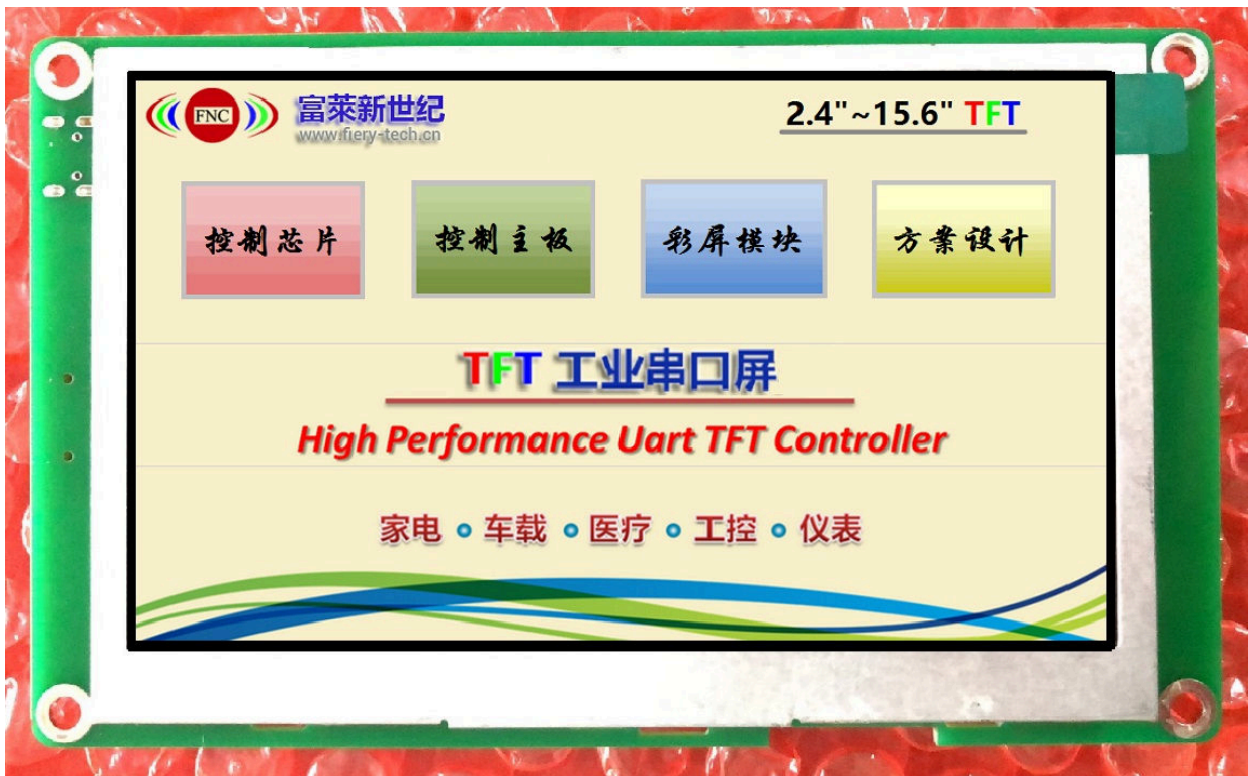 FNC
富莱新世纪
www.fiery-tech.cn
2.4"~15.6" TFT
控制芯片
控制主板
彩屏模块
方案设计
TFT 工业串口屏
High Performance Uart TFT Controller
家电 • 车载 • 医疗 • 工控 • 仪表